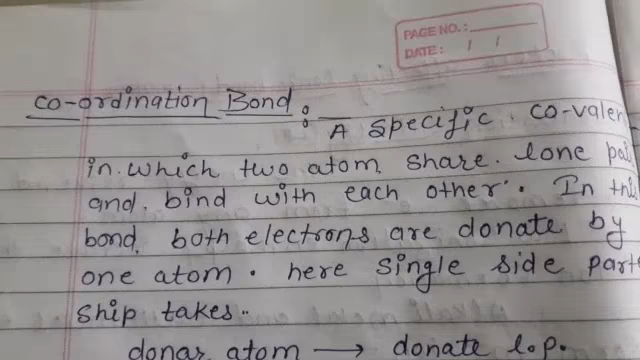 PAGE NO.:
DATE: / /
co-ordination Bond :
A specific co-valen
in which two atom share lone pai
and bind with each other. In thi
bond both electrons are donate by
one atom. here single side part
ship takes..
donar atom → donate l.p.